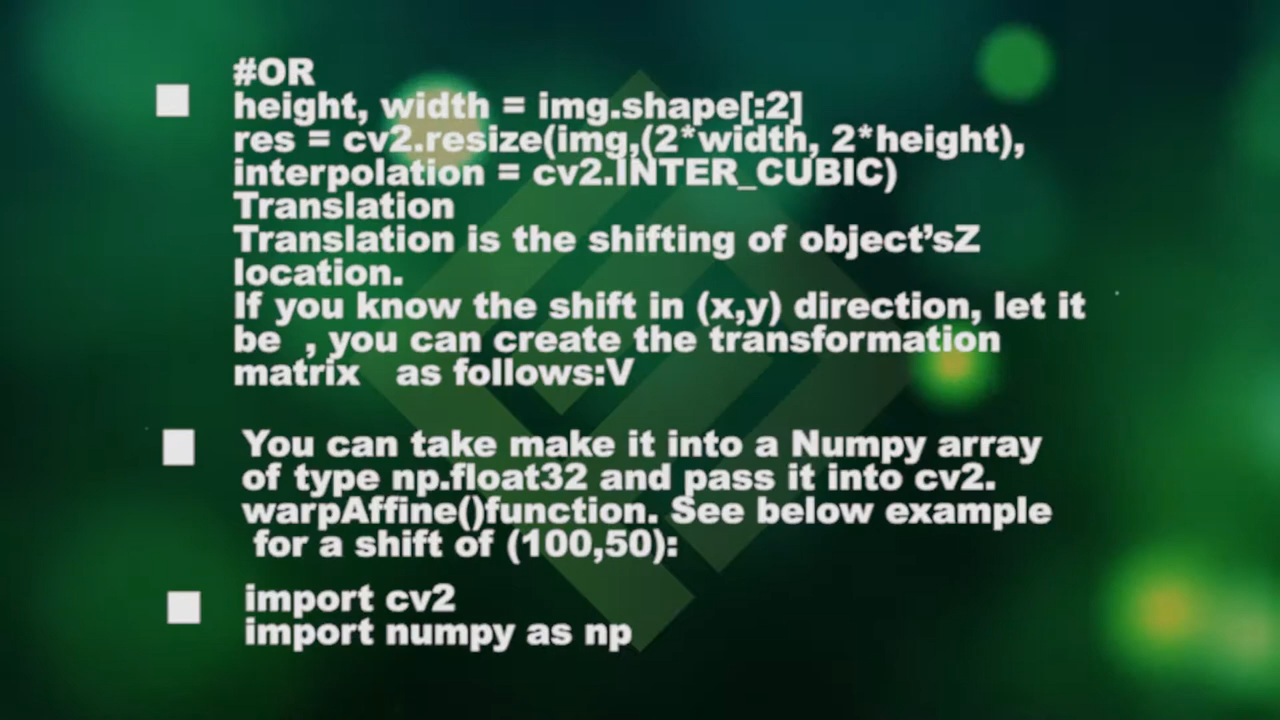 #OR
height, width = img.shape[:2]
res = cv2.resize(img,(2*width, 2*height),
interpolation = cv2.INTER_CUBIC)
Translation
Translation is the shifting of object’sZ
location.
If you know the shift in (x,y) direction, let it
be , you can create the transformation
matrix as follows:V
You can take make it into a Numpy array
of type np.float32 and pass it into cv2.
warpAffine()function. See below example
for a shift of (100,50):
import cv2
import numpy as np